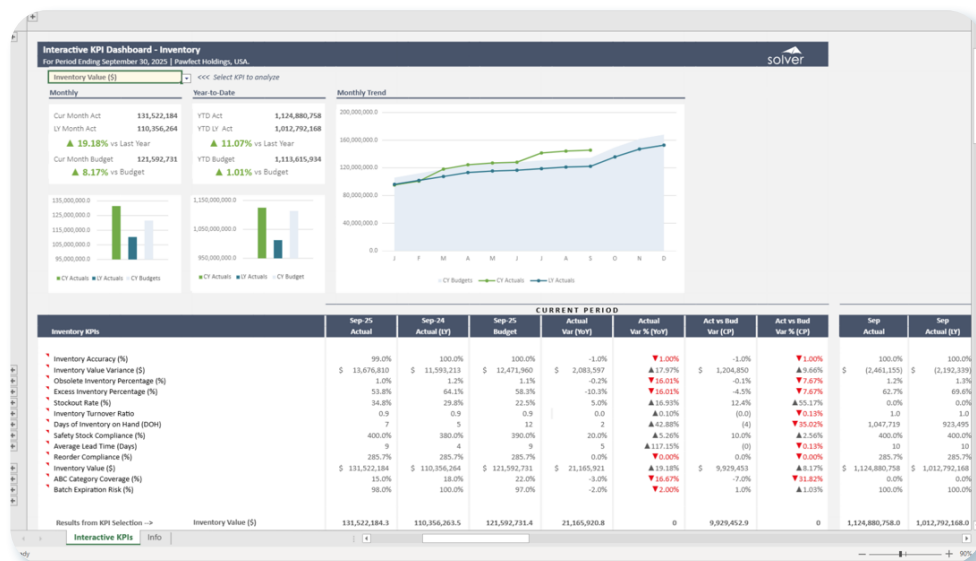 Interactive KPI Dashboard - Inventory
For Period Ending September 30, 2025 | Pawfect Holdings, USA.
solver
Inventory Value ($)
<<< Select KPI to analyze
Monthly
Cur Month Act 131,522,184
LY Month Act 110,356,264
▲ 19.18% vs Last Year
Cur Month Budget 121,592,731
▲ 8.17% vs Budget
Year-to-Date
YTD Act 1,124,880,758
YTD LY Act 1,012,792,168
▲ 11.07% vs Last Year
YTD Budget 1,113,615,934
▲ 1.01% vs Budget
Monthly Trend
200,000,000.0
160,000,000.0
120,000,000.0
80,000,000.0
40,000,000.0
0.0
J F M A M J J A S O N D
CY Budgets CY Actuals LY Actuals
135,000,000.0
125,000,000.0
115,000,000.0
105,000,000.0
95,000,000.0
CY Actuals LY Actuals CY Budgets
1,150,000,000.0
1,050,000,000.0
950,000,000.0
CY Actuals LY Actuals CY Budget
CURRENT PERIOD
Sep-25 Sep-24 Sep-25 Actual Actual Act vs Bud Act vs Bud Sep Sep
Inventory KPIs Actual Actual (LY) Budget Var (YoY) Var % (YoY) Var (CP) Var % (CP) Actual Actual (LY)
Inventory Accuracy (%) 99.0% 100.0% 100.0% -1.0% ▼1.00% -1.0% ▼1.00% 100.0% 100.0%
Inventory Value Variance ($) $ 13,676,810 $ 11,593,213 $ 12,471,960 $ 2,083,597 ▲17.97% $ 1,204,850 ▲9.66% $ (2,461,155) $ (2,192,339)
Obsolete Inventory Percentage (%) 1.0% 1.2% 1.1% -0.2% ▼16.01% -0.1% ▼7.67% 1.2% 1.3%
Excess Inventory Percentage (%) 53.8% 64.1% 58.3% -10.3% ▼16.01% -4.5% ▼7.67% 62.7% 69.6%
Stockout Rate (%) 34.8% 29.8% 22.5% 5.0% ▲16.93% 12.4% ▲55.17% 0.0% 0.0%
Inventory Turnover Ratio 0.9 0.9 0.9 0.0 ▲0.10% (0.0) ▼0.13% 1.0 1.0
Days of Inventory on Hand (DOH) 7 5 12 2 ▲42.88% (4) ▼35.02% 1,047,719 923,495
Safety Stock Compliance (%) 400.0% 380.0% 390.0% 20.0% ▲5.26% 10.0% ▲2.56% 400.0% 400.0%
Average Lead Time (Days) 9 4 9 5 ▲117.15% (0) ▼0.13% 10 10
Reorder Compliance (%) 285.7% 285.7% 285.7% 0.0% ▼0.00% 0.0% ▼0.00% 285.7% 285.7%
Inventory Value ($) $ 131,522,184 $ 110,356,264 $ 121,592,731 $ 21,165,921 ▲19.18% $ 9,929,453 ▲8.17% $ 1,124,880,758 $ 1,012,792,168
ABC Category Coverage (%) 15.0% 18.0% 22.0% -3.0% ▼16.67% -7.0% ▼31.82% 0.0% 0.0%
Batch Expiration Risk (%) 98.0% 100.0% 97.0% -2.0% ▼2.00% 1.0% ▲1.03% 100.0% 100.0%
Results from KPI Selection --> Inventory Value ($) 131,522,184.3 110,356,263.5 121,592,731.4 21,165,920.8 0 9,929,452.9 0 1,124,880,758.0 1,012,792,168.0
Interactive KPIs Info
90%